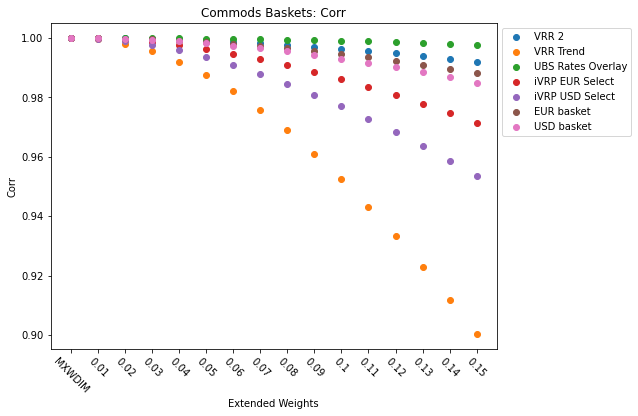 Commods Baskets: Corr
1.00
0.98
0.96
0.94
0.92
0.90
Corr
MXWDIM
0.01
0.02
0.03
0.04
0.05
0.06
0.07
0.08
0.09
0.1
0.11
0.12
0.13
0.14
0.15
Extended Weights
VRR 2
VRR Trend
UBS Rates Overlay
iVRP EUR Select
iVRP USD Select
EUR basket
USD basket